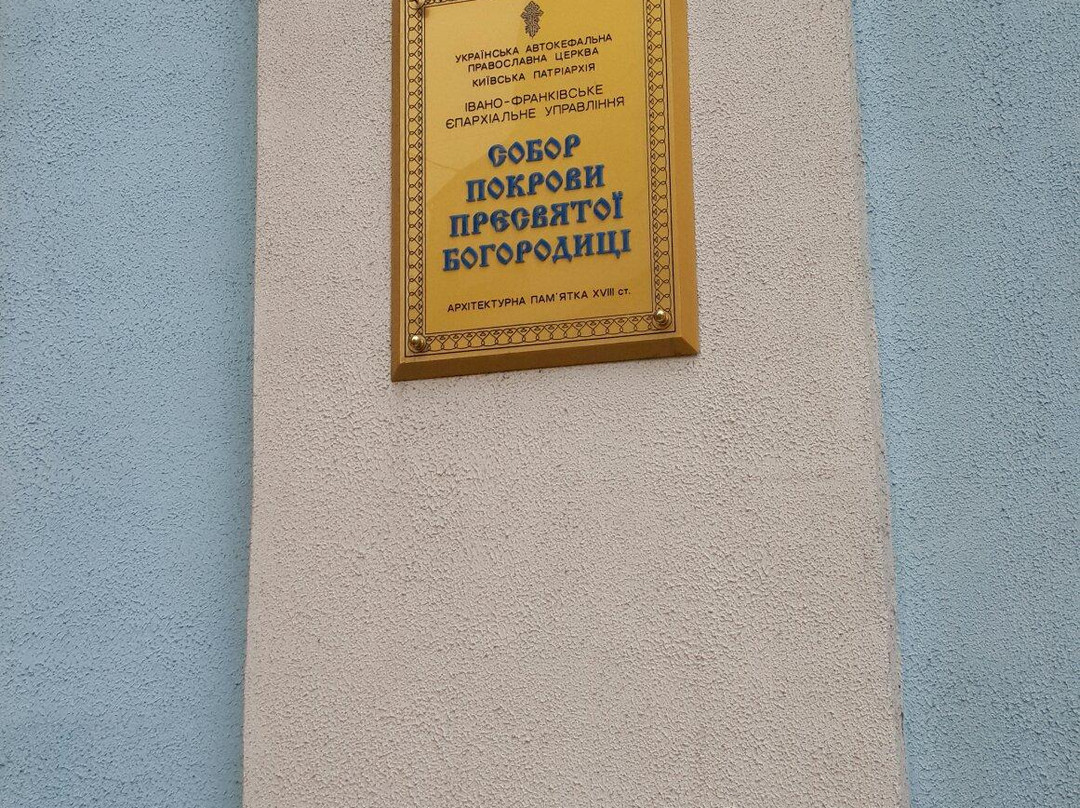 УКРАЇНСЬКА АВТОКЕФАЛЬНА
ПРАВОСЛАВНА ЦЕРКВА
КИЇВСЬКА ПАТРІАРХІЯ
ІВАНО-ФРАНКІВСЬКЕ
ЄПАРХІАЛЬНЕ УПРАВЛІННЯ
СОБОР
ПОКРОВИ
ПРЕСВЯТОЇ
БОГОРОДИЦІ
АРХІТЕКТУРНА ПАМ'ЯТКА XVIII ст.